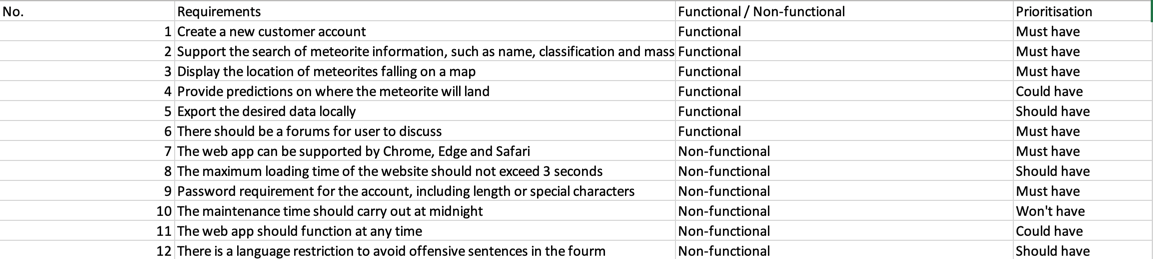 No. Requirements Functional / Non-functional Prioritisation
1 Create a new customer account Functional Must have
2 Support the search of meteorite information, such as name, classification and mass Functional Must have
3 Display the location of meteorites falling on a map Functional Must have
4 Provide predictions on where the meteorite will land Functional Could have
5 Export the desired data locally Functional Should have
6 There should be a forums for user to discuss Functional Must have
7 The web app can be supported by Chrome, Edge and Safari Non-functional Must have
8 The maximum loading time of the website should not exceed 3 seconds Non-functional Should have
9 Password requirement for the account, including length or special characters Non-functional Must have
10 The maintenance time should carry out at midnight Non-functional Won't have
11 The web app should function at any time Non-functional Could have
12 There is a language restriction to avoid offensive sentences in the fourm Non-functional Should have